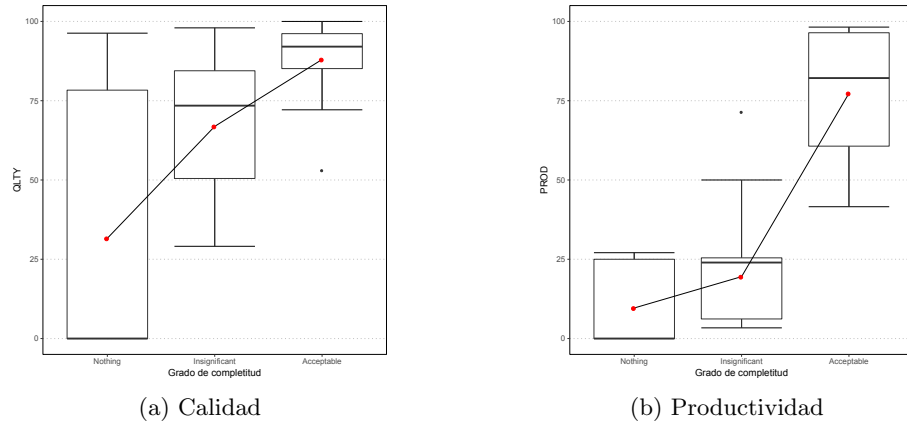 100
75
50
25
0
QLTY
Nothing Insignificant Acceptable
Grado de completitud
(a) Calidad
100
75
50
25
0
PROD
Nothing Insignificant Acceptable
Grado de completitud
(b) Productividad